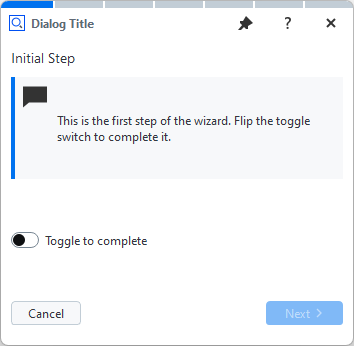 Dialog Title ?
Initial Step
This is the first step of the wizard. Flip the toggle
switch to complete it.
Toggle to complete
Cancel Next